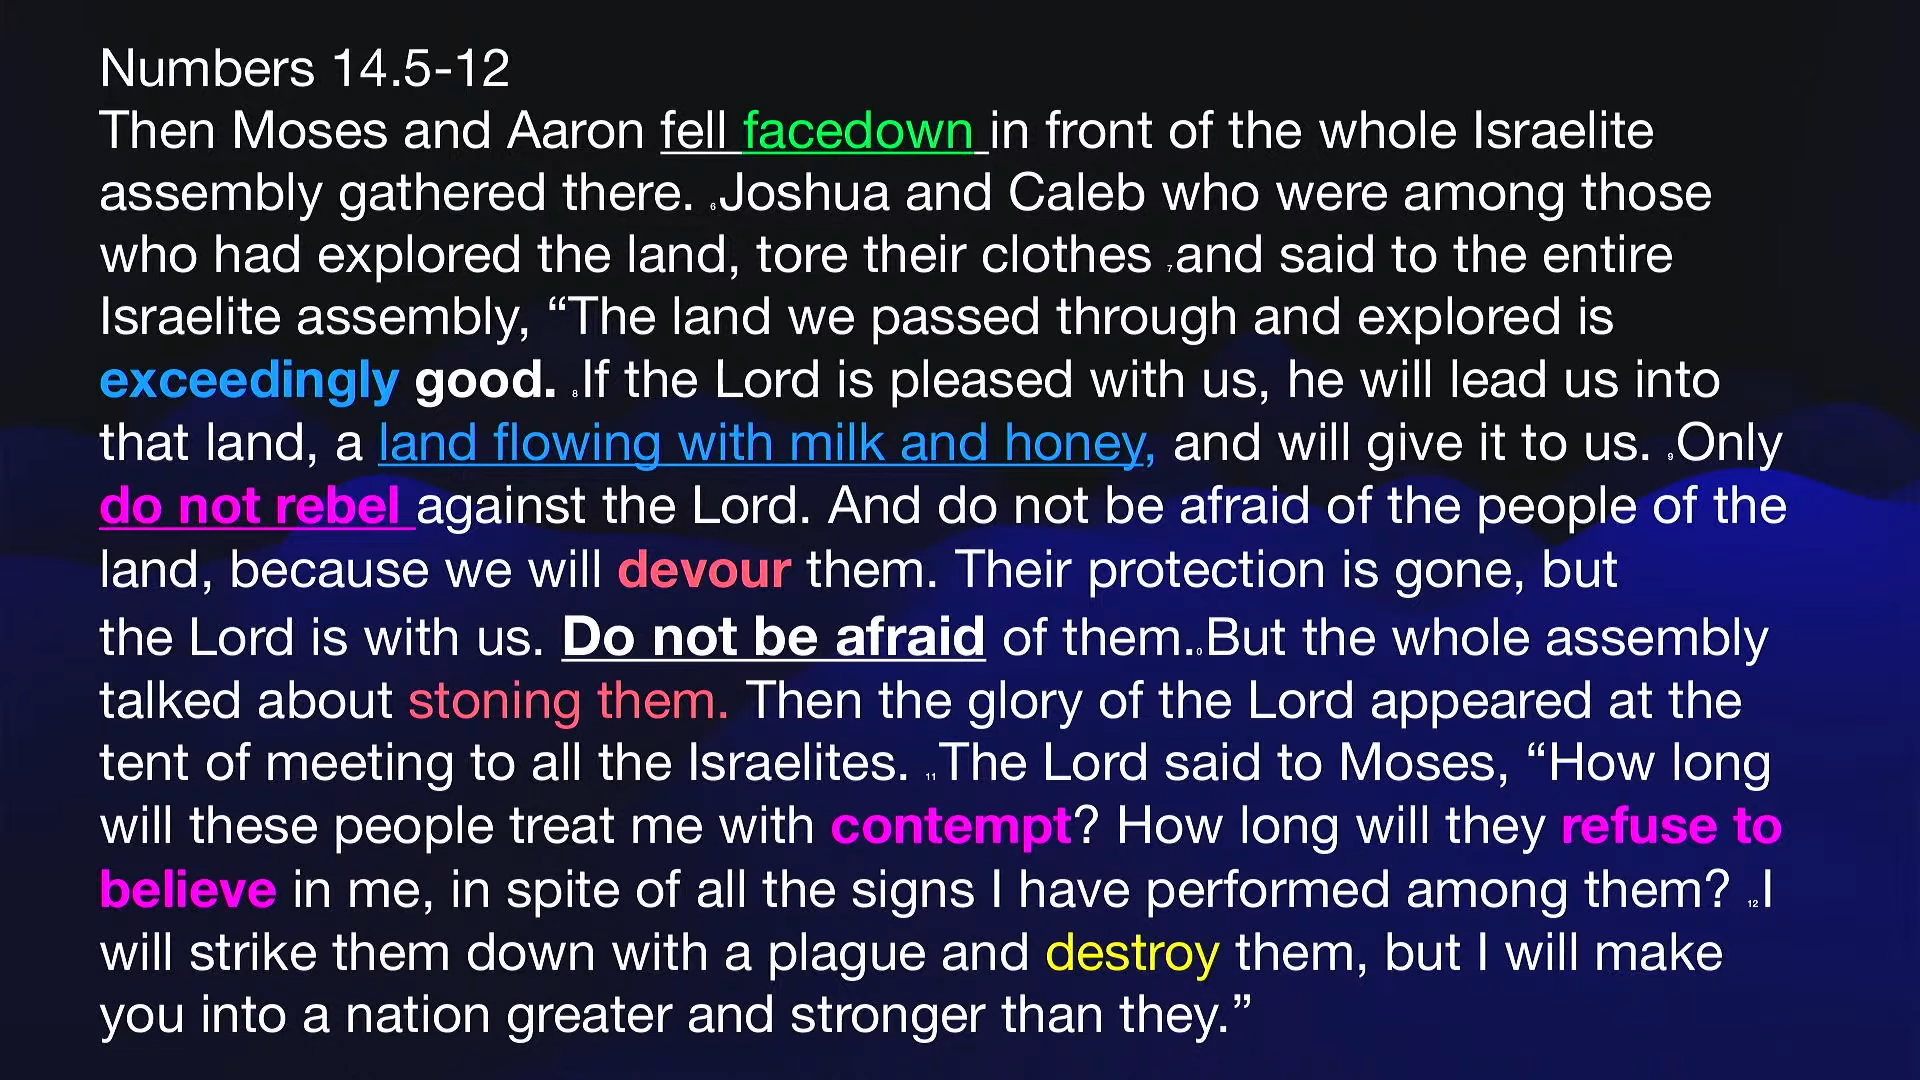 Numbers 14.5-12
Then Moses and Aaron fell facedown in front of the whole Israelite
assembly gathered there. 6Joshua and Caleb who were among those
who had explored the land, tore their clothes 7and said to the entire
Israelite assembly, “The land we passed through and explored is
exceedingly good. 8If the Lord is pleased with us, he will lead us into
that land, a land flowing with milk and honey, and will give it to us. 9Only
do not rebel against the Lord. And do not be afraid of the people of the
land, because we will devour them. Their protection is gone, but
the Lord is with us. Do not be afraid of them.0But the whole assembly
talked about stoning them. Then the glory of the Lord appeared at the
tent of meeting to all the Israelites. 11The Lord said to Moses, “How long
will these people treat me with contempt? How long will they refuse to
believe in me, in spite of all the signs I have performed among them? 12I
will strike them down with a plague and destroy them, but I will make
you into a nation greater and stronger than they.”